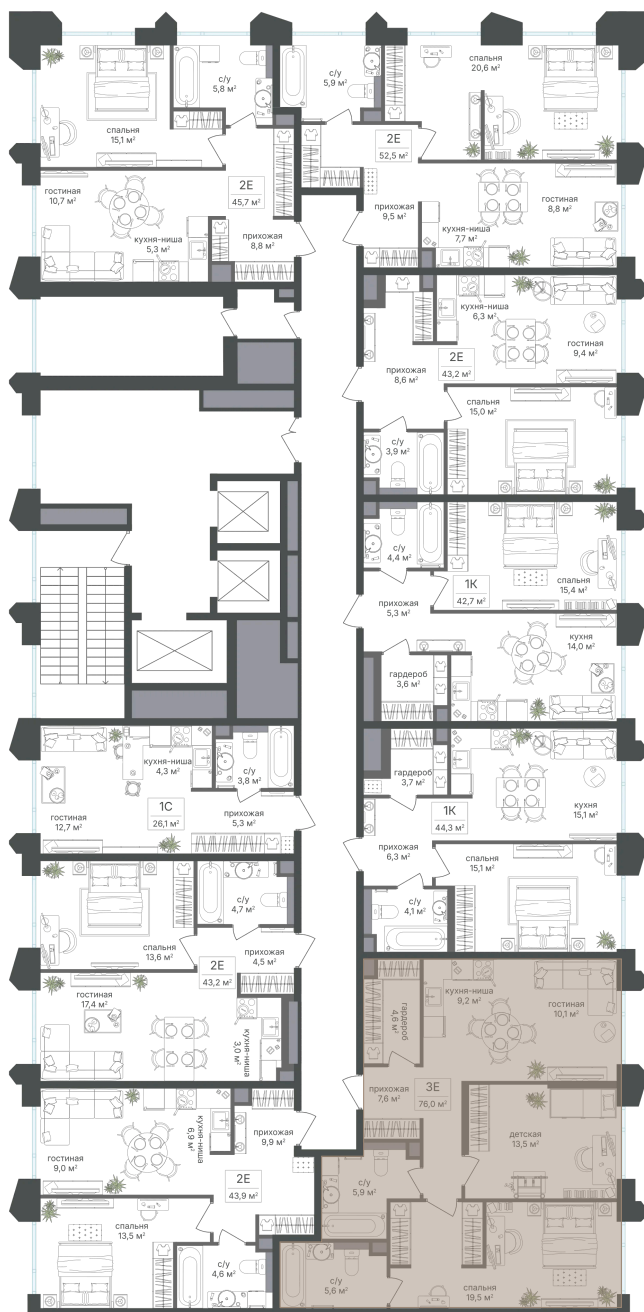 с/у
5,8 м²
с/у
5,9 м²
спальня
20,6 м²
спальня
15,1 м²
2Е
52,5 м²
гостиная
10,7 м²
2Е
45,7 м²
прихожая
9,5 м²
гостиная
8,8 м²
кухня-ниша
5,3 м²
прихожая
8,8 м²
кухня-ниша
7,7 м²
кухня-ниша
6,3 м²
гостиная
9,4 м²
2Е
43,2 м²
прихожая
8,6 м²
спальня
15,0 м²
с/у
3,9 м²
с/у
4,4 м²
1К
42,7 м²
спальня
15,4 м²
прихожая
5,3 м²
кухня
14,0 м²
гардероб
3,6 м²
кухня-ниша
4,3 м²
с/у
3,8 м²
гардероб
3,7 м²
1С
26,1 м²
гостиная
12,7 м²
прихожая
5,3 м²
кухня
15,1 м²
1К
44,3 м²
прихожая
6,3 м²
спальня
15,1 м²
с/у
4,7 м²
с/у
4,1 м²
спальня
13,6 м²
прихожая
4,5 м²
2Е
43,2 м²
гостиная
17,4 м²
кухня-ниша
3,0 м²
гардероб
4,6 м²
кухня-ниша
9,2 м²
гостиная
10,1 м²
прихожая
7,6 м²
3Е
76,0 м²
кухня-ниша
6,9 м²
прихожая
9,9 м²
гостиная
9,0 м²
2Е
43,9 м²
детская
13,5 м²
с/у
5,9 м²
спальня
13,5 м²
с/у
4,6 м²
с/у
5,6 м²
спальня
19,5 м²